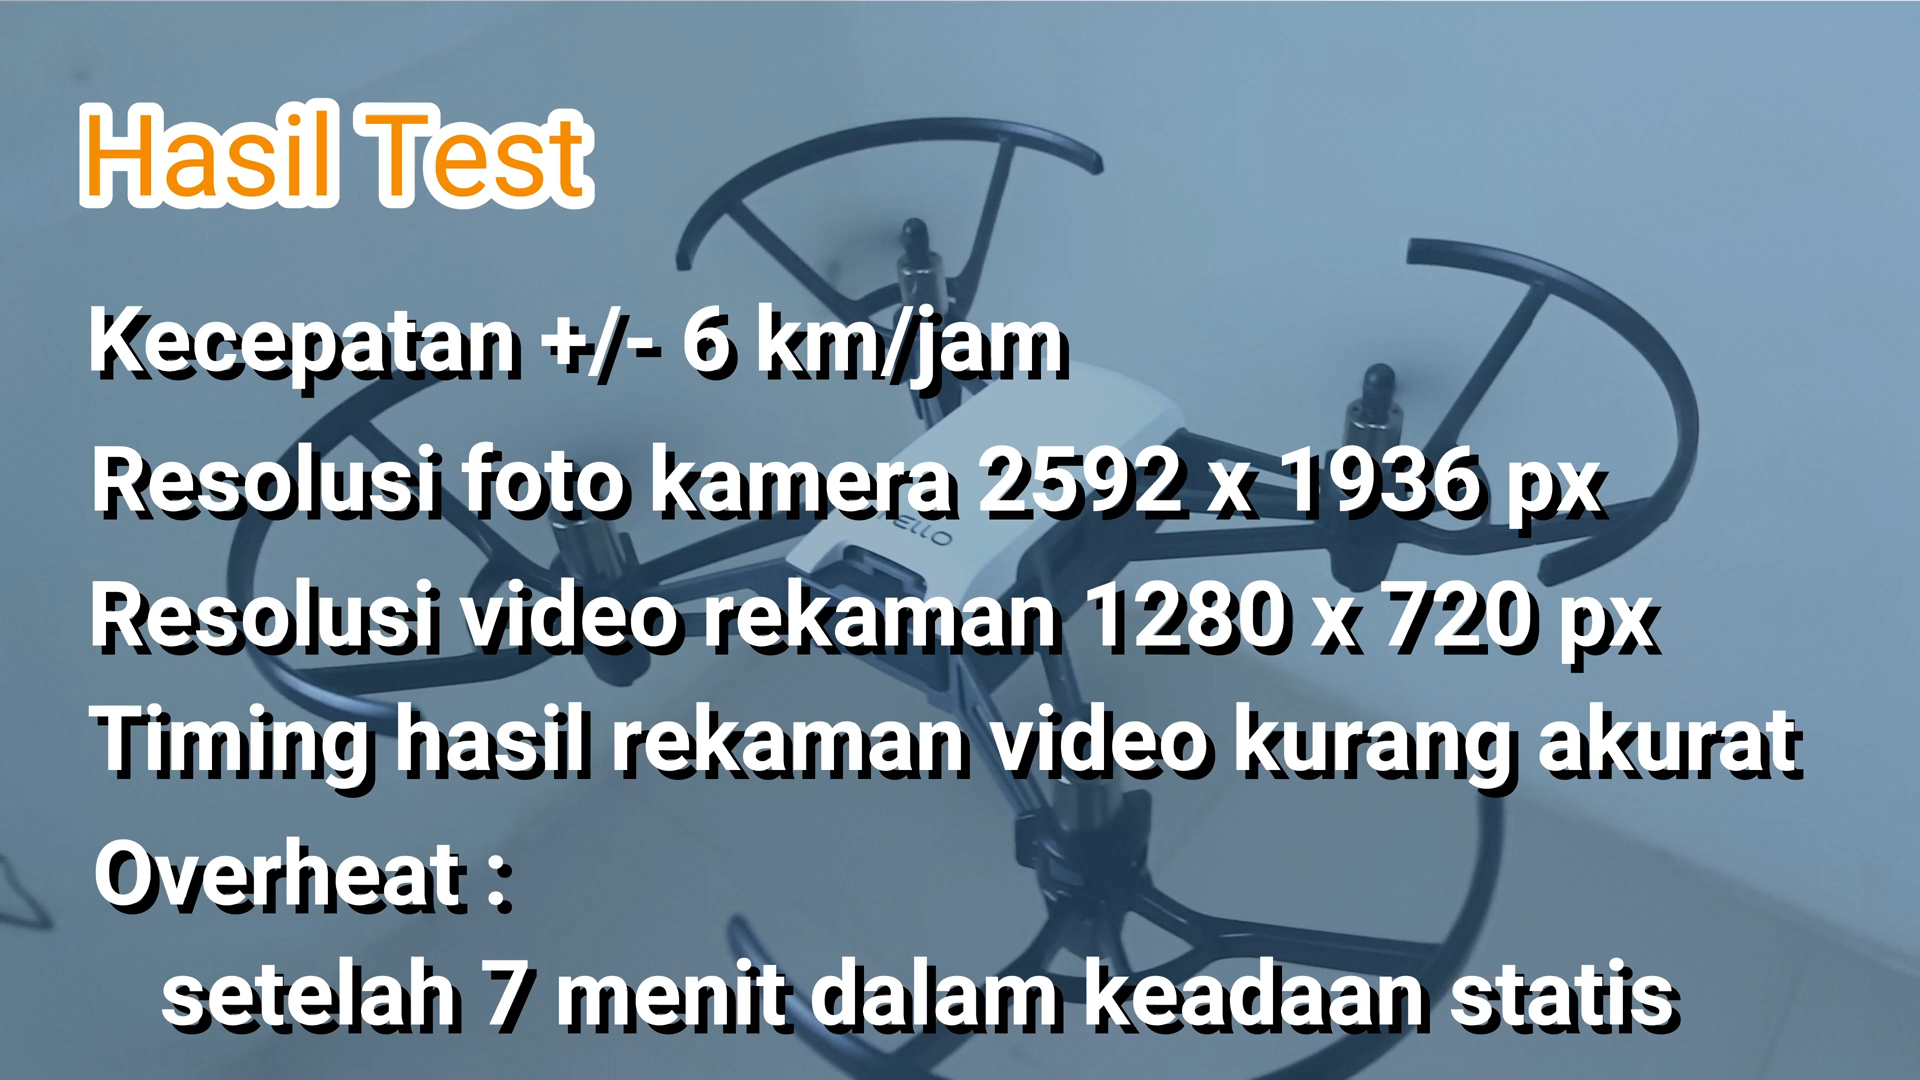 Hasil Test
Kecepatan +/- 6 km/jam
Resolusi foto kamera 2592 x 1936 px
TELLO
Resolusi video rekaman 1280 x 720 px
Timing hasil rekaman video kurang akurat
Overheat :
setelah 7 menit dalam keadaan statis